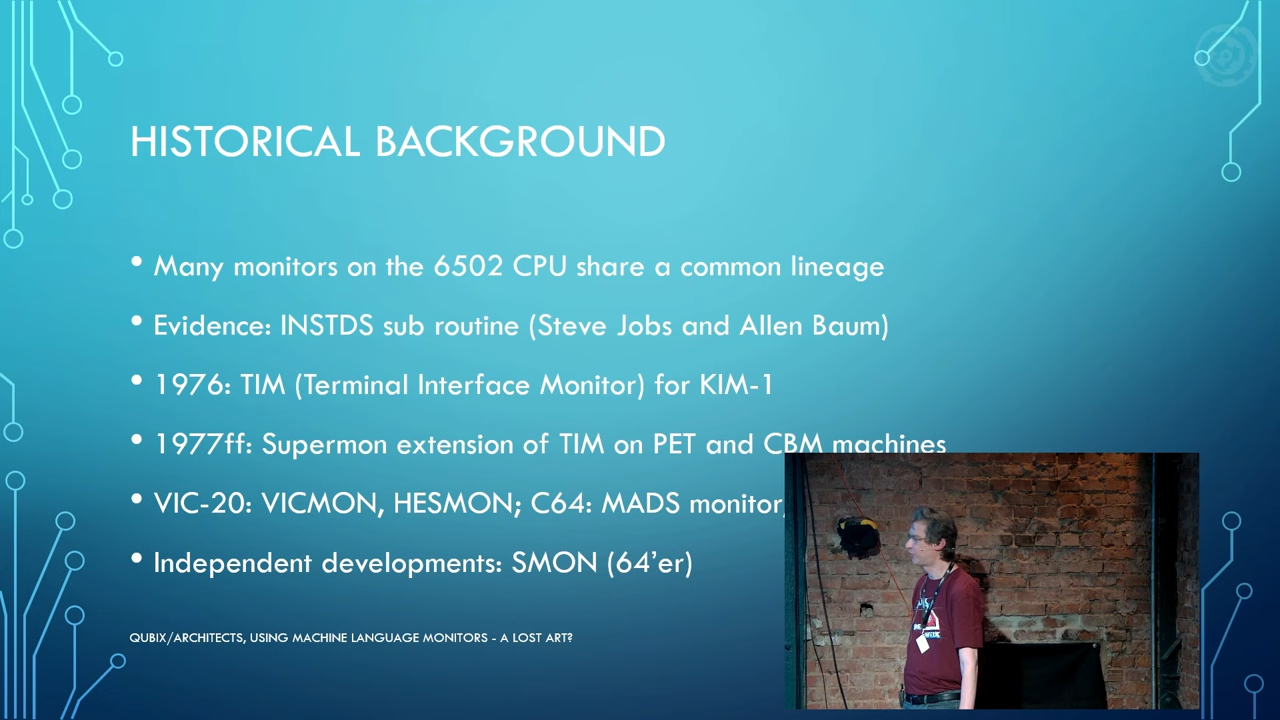 HISTORICAL BACKGROUND
• Many monitors on the 6502 CPU share a common lineage
• Evidence: INSTDS sub routine (Steve Jobs and Allen Baum)
• 1976: TIM (Terminal Interface Monitor) for KIM-1
• 1977ff: Supermon extension of TIM on PET and CBM machines
• VIC-20: VICMON, HESMON; C64: MADS monitor,
• Independent developments: SMON (64’er)
QUBIX/ARCHITECTS, USING MACHINE LANGUAGE MONITORS - A LOST ART?